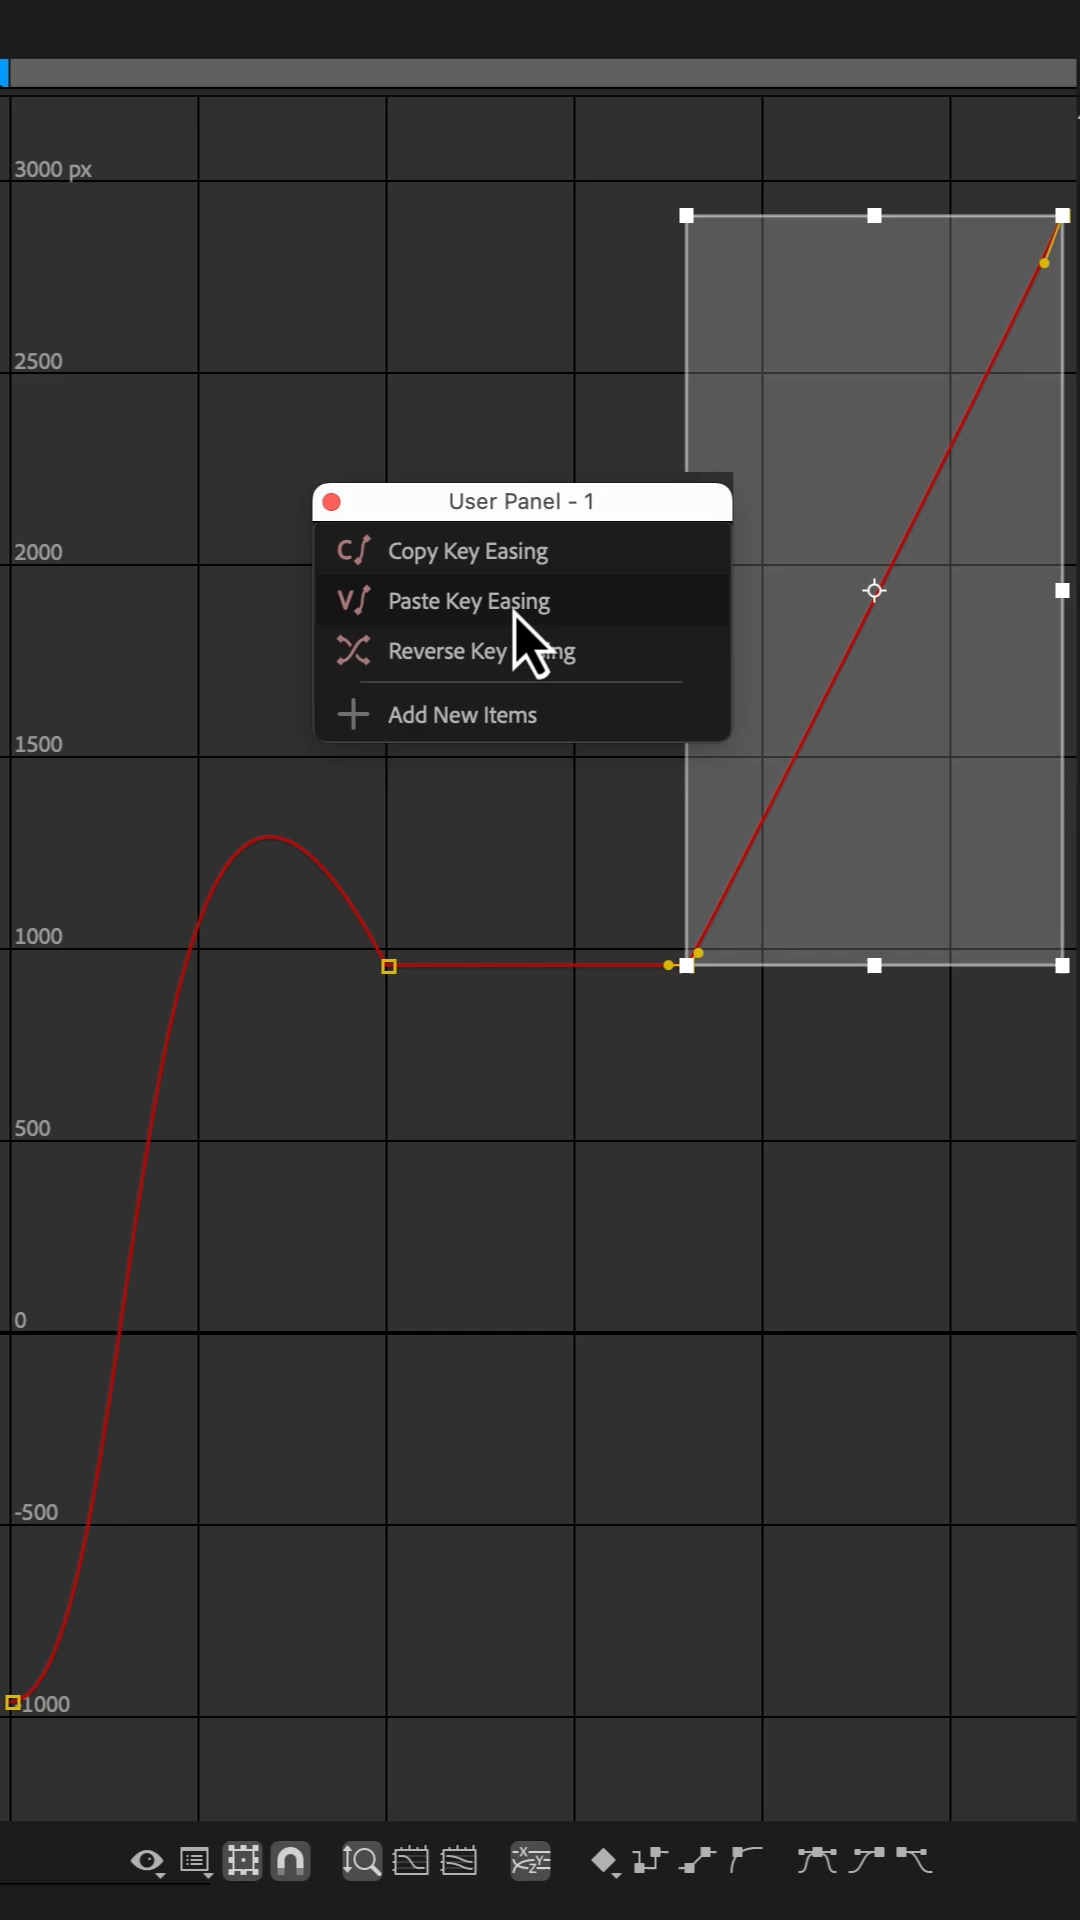 3000 px
2500
User Panel - 1
Copy Key Easing
2000
Paste Key Easing
Reverse Key ing
Add New Items
1500
1000
500
0
-500
-1000